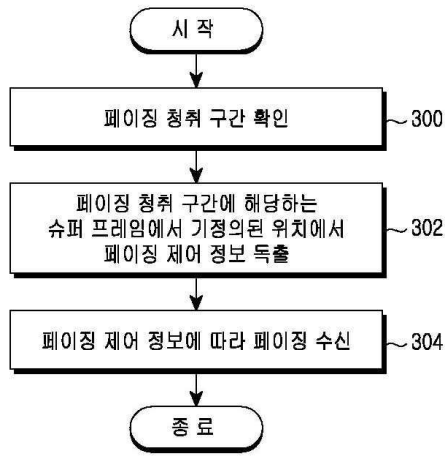 시 작
페이징 청취 구간 확인
300
페이징 청취 구간에 해당하는
슈퍼 프레임에서 기정의된 위치에서
302
페이징 제어 정보 독출
페이징 제어 정보에 따라 페이징 수신
304
종 료